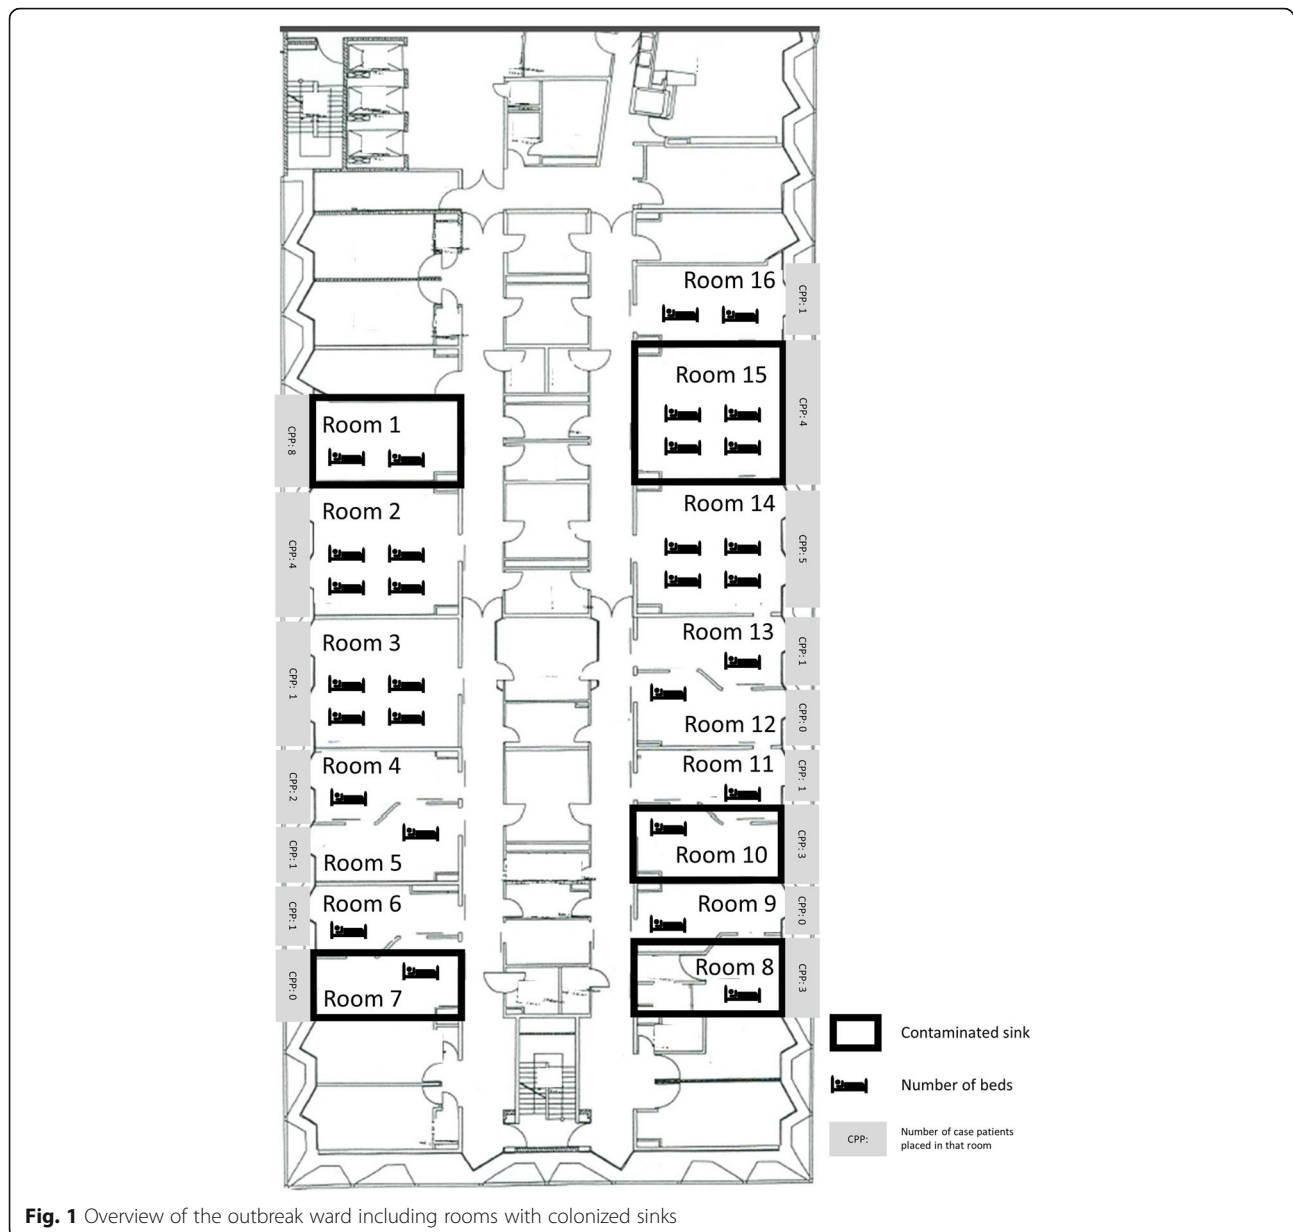 Room 16
CPP: 1
Room 15
CPP: 4
Room 1
CPP: 8
Room 2
CPP: 4
Room 14
CPP: 5
Room 3
CPP: 1
Room 13
CPP: 1
Room 12
CPP: 0
Room 4
CPP: 2
Room 11
CPP: 1
Room 5
CPP: 1
Room 10
CPP: 3
Room 6
CPP: 1
Room 9
CPP: 0
Room 7
CPP: 0
Room 8
CPP: 3
Contaminated sink
Number of beds
CPP:
Number of case patients
placed in that room
Fig. 1 Overview of the outbreak ward including rooms with colonized sinks